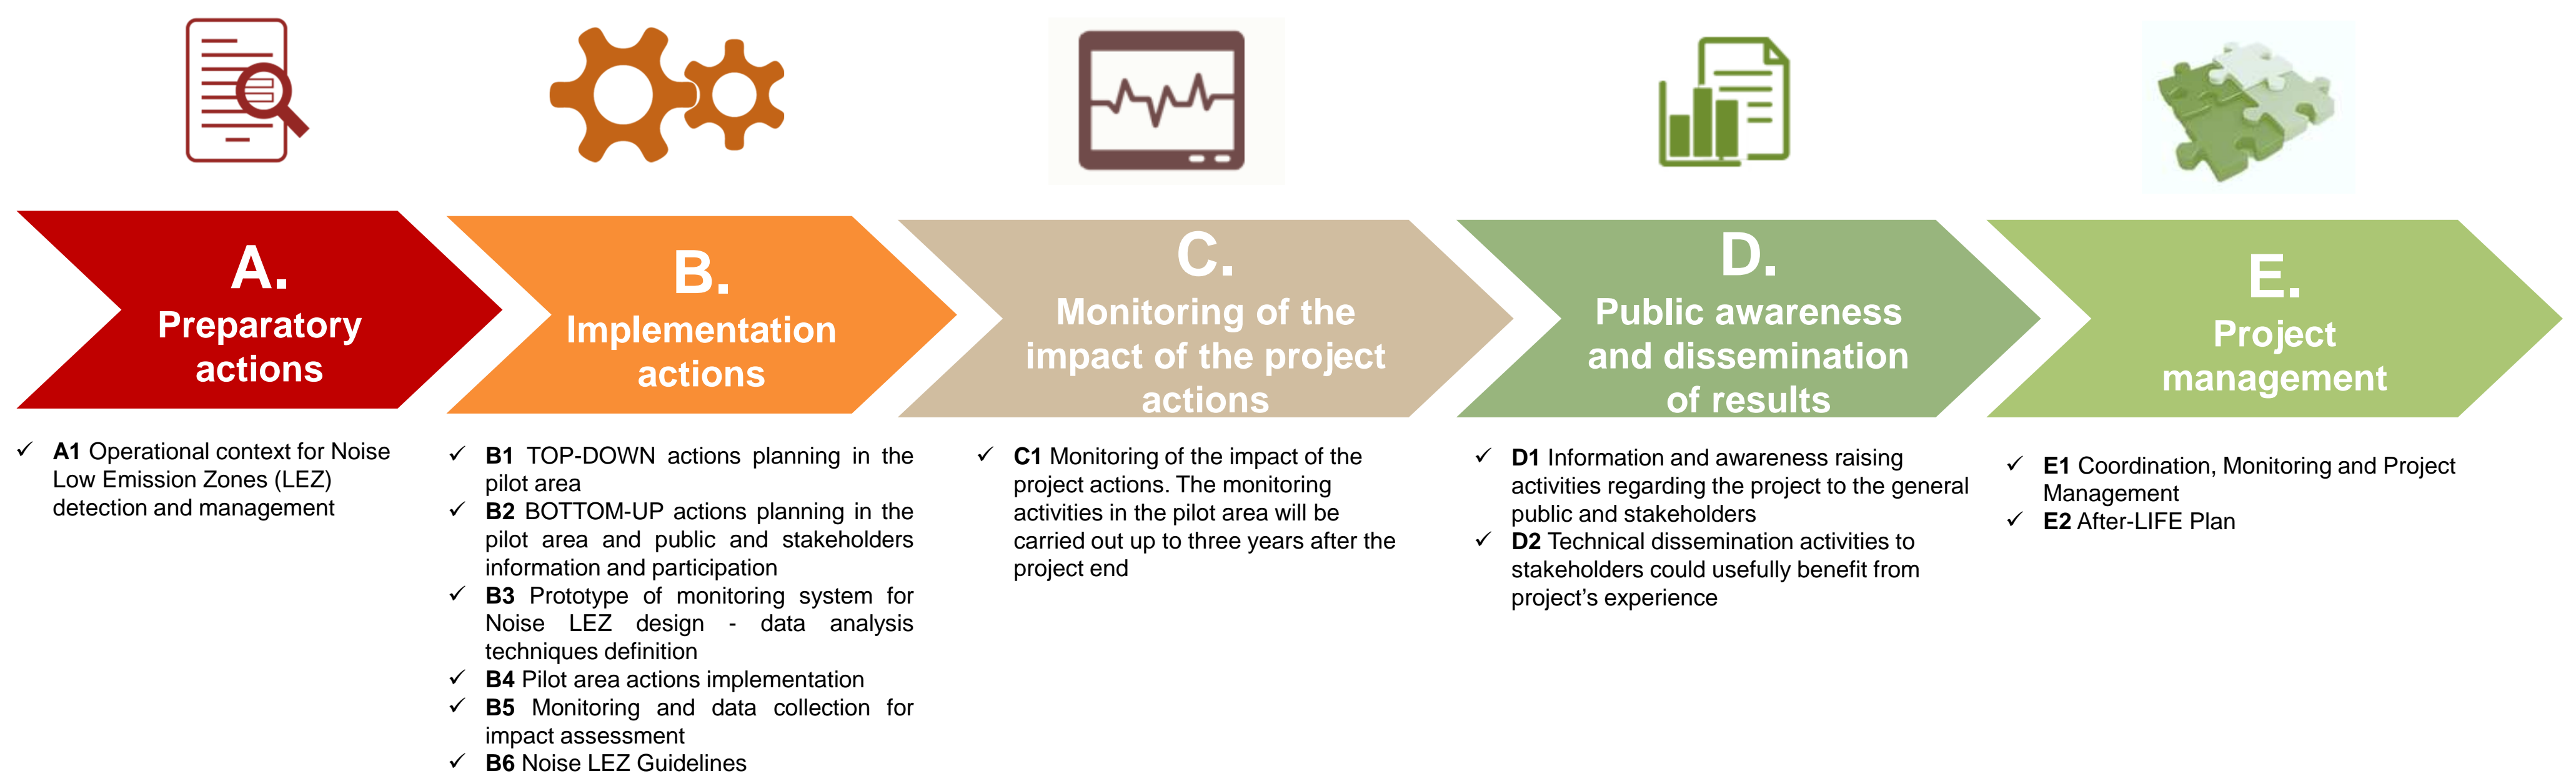 A.
Preparatory
actions
B.
Implementation
actions
C.
Monitoring of the
impact of the project
actions
D.
Public awareness
and dissemination
of results
E.
Project
management
✓ A1 Operational context for Noise
Low Emission Zones (LEZ)
detection and management
✓ B1 TOP-DOWN actions planning in the
pilot area
✓ B2 BOTTOM-UP actions planning in the
pilot area and public and stakeholders
information and participation
✓ B3 Prototype of monitoring system for
Noise LEZ design - data analysis
techniques definition
✓ B4 Pilot area actions implementation
✓ B5 Monitoring and data collection for
impact assessment
✓ B6 Noise LEZ Guidelines
✓ C1 Monitoring of the impact of the
project actions. The monitoring
activities in the pilot area will be
carried out up to three years after the
project end
✓ D1 Information and awareness raising
activities regarding the project to the general
public and stakeholders
✓ D2 Technical dissemination activities to
stakeholders could usefully benefit from
project’s experience
✓ E1 Coordination, Monitoring and Project
Management
✓ E2 After-LIFE Plan